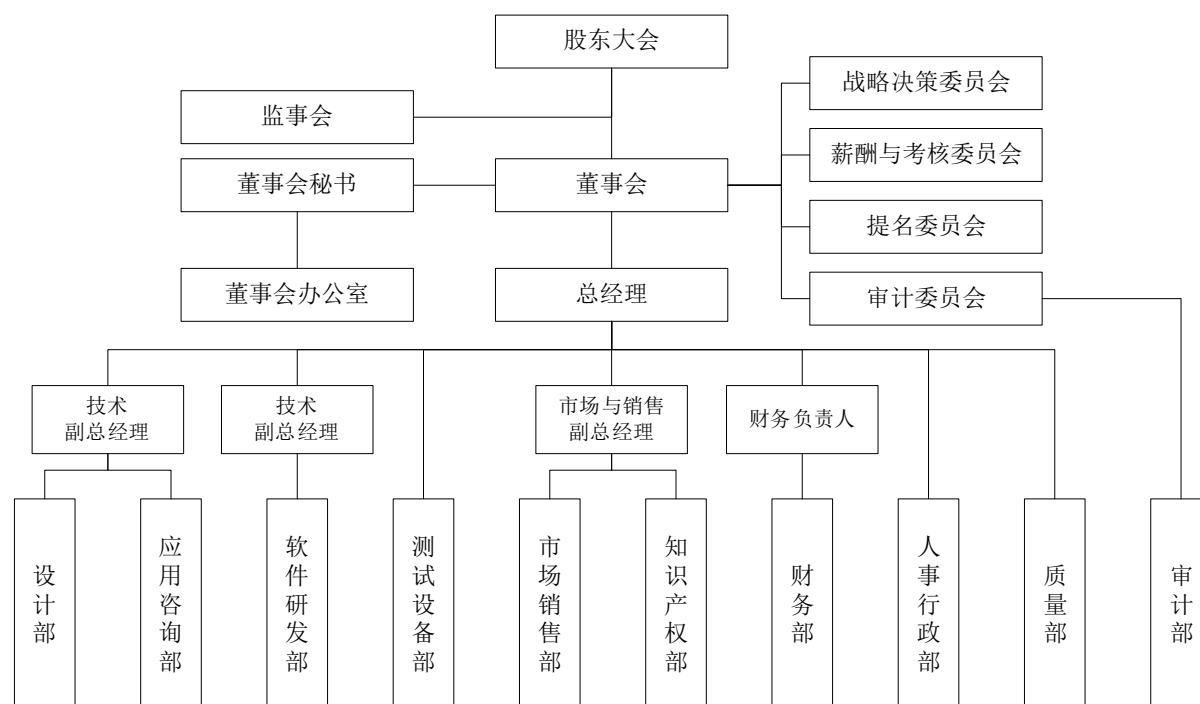 股东大会
战略决策委员会
监事会
薪酬与考核委员会
董事会秘书
董事会
提名委员会
董事会办公室
总经理
审计委员会
技术
副总经理
技术
副总经理
市场与销售
副总经理
财务负责人
设计部
应用咨询部
软件研发部
测试设备部
市场销售部
知识产权部
财务部
人事行政部
质量部
审计部